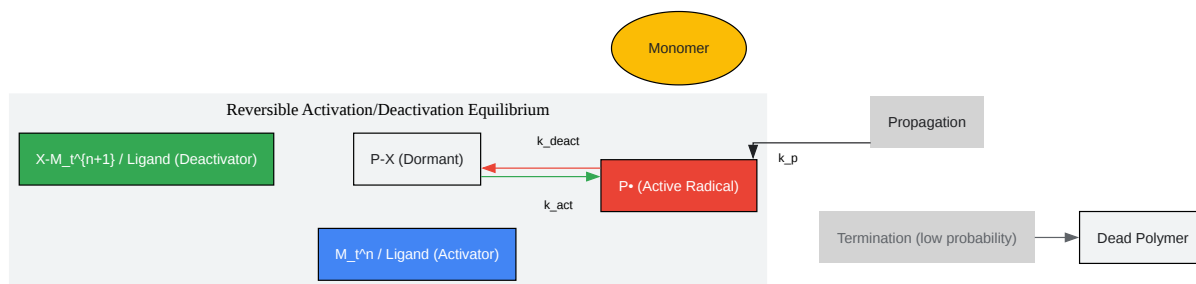 Monomer
Reversible Activation/Deactivation Equilibrium
Propagation
X-M_t^{n+1} / Ligand (Deactivator)
P-X (Dormant)
k_deact
k_act
P• (Active Radical)
k_p
M_t^n / Ligand (Activator)
Termination (low probability)
Dead Polymer